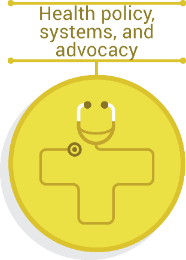 Health policy,
systems, and
advocacy